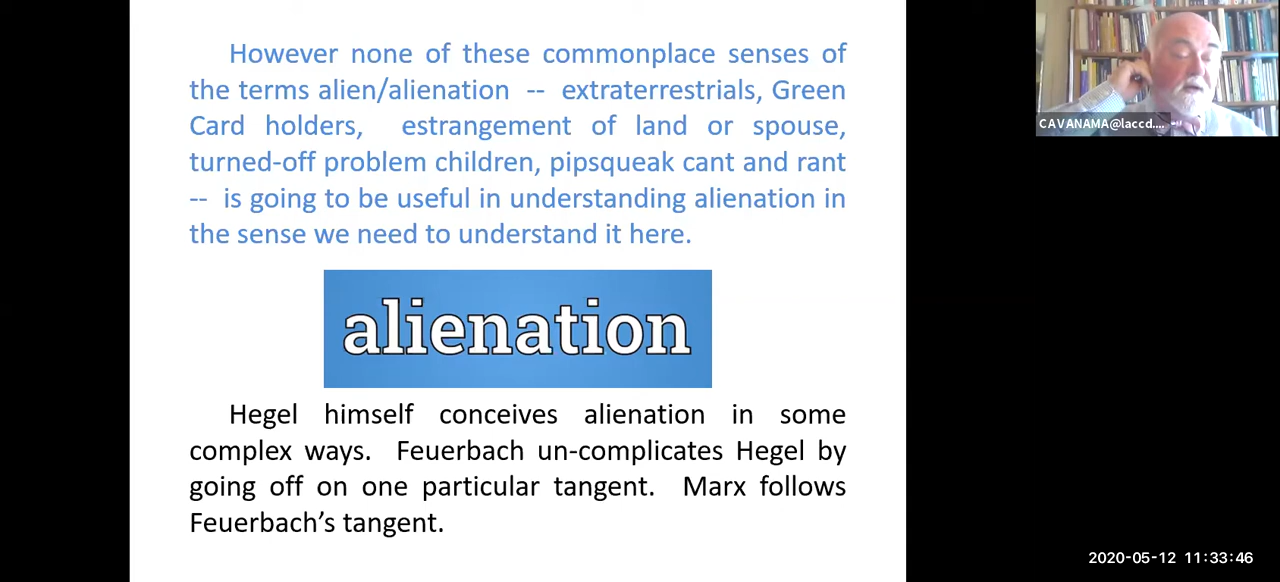 However none of these commonplace senses of
the terms alien/alienation -- extraterrestrials, Green
Card holders, estrangement of land or spouse,
turned-off problem children, pipsqueak cant and rant
-- is going to be useful in understanding alienation in
the sense we need to understand it here.
alienation
Hegel himself conceives alienation in some
complex ways. Feuerbach un-complicates Hegel by
going off on one particular tangent. Marx follows
Feuerbach’s tangent.
CAVANAMA@laccd....
2020-05-12 11:33:46